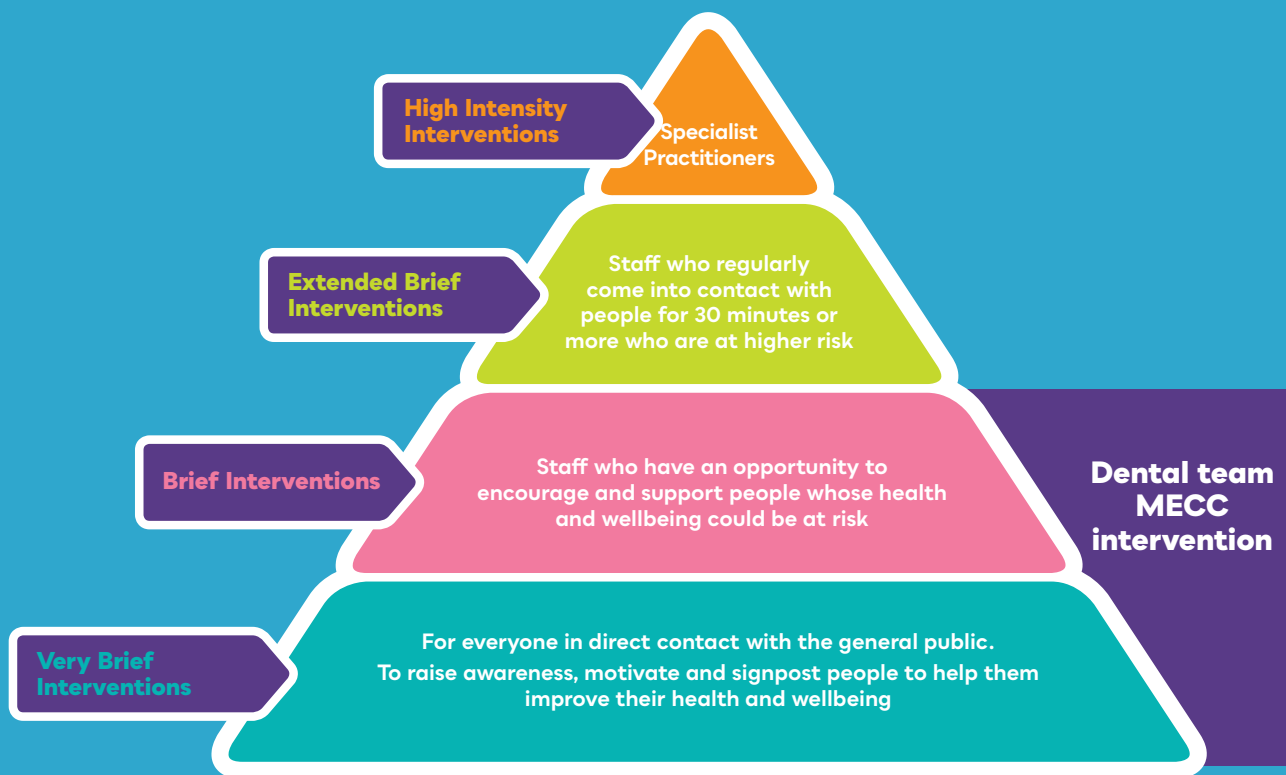 High Intensity
Interventions
Specialist
Practitioners
Extended Brief
Interventions
Staff who regularly
come into contact with
people for 30 minutes or
more who are at higher risk
Brief Interventions
Staff who have an opportunity to
encourage and support people whose health
and wellbeing could be at risk
Dental team
MECC
intervention
Very Brief
Interventions
For everyone in direct contact with the general public.
To raise awareness, motivate and signpost people to help them
improve their health and wellbeing